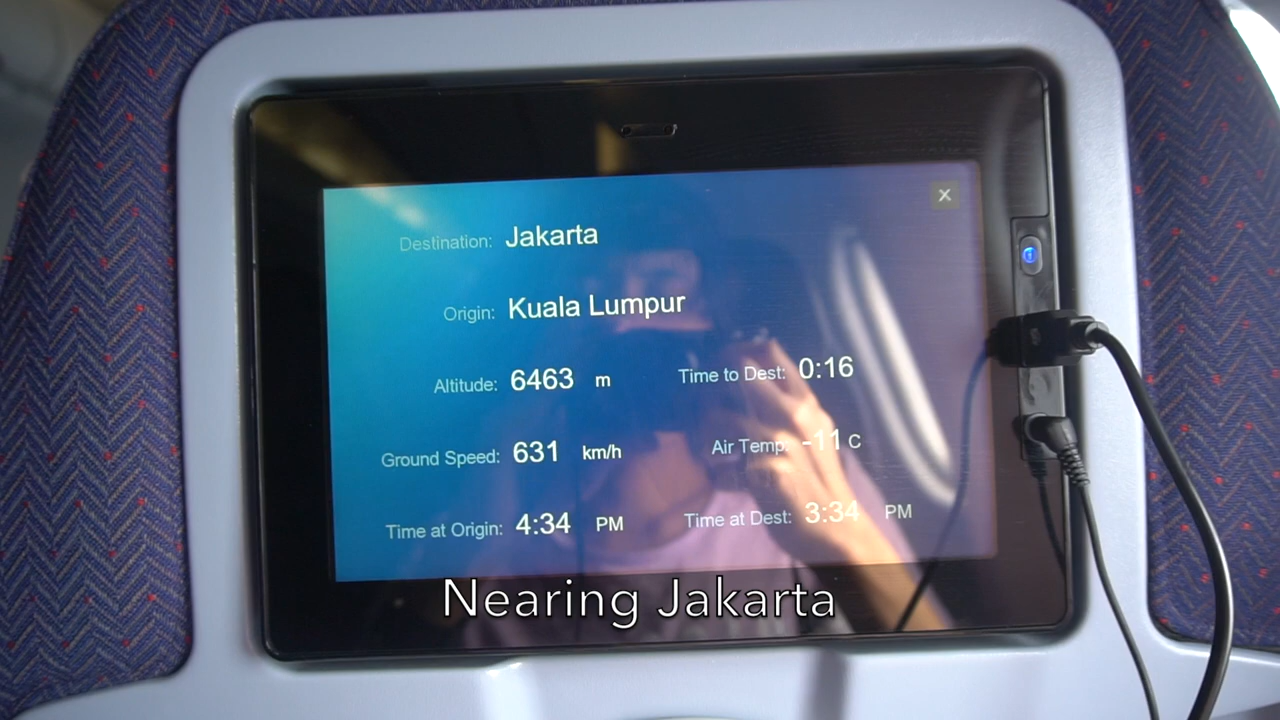 ×
Destination: Jakarta
Origin: Kuala Lumpur
Altitude: 6463 m Time to Dest: 0:16
Ground Speed: 631 km/h Air Temp: -11 C
Time at Origin: 4:34 PM Time at Dest: 3:34 PM
Nearing Jakarta